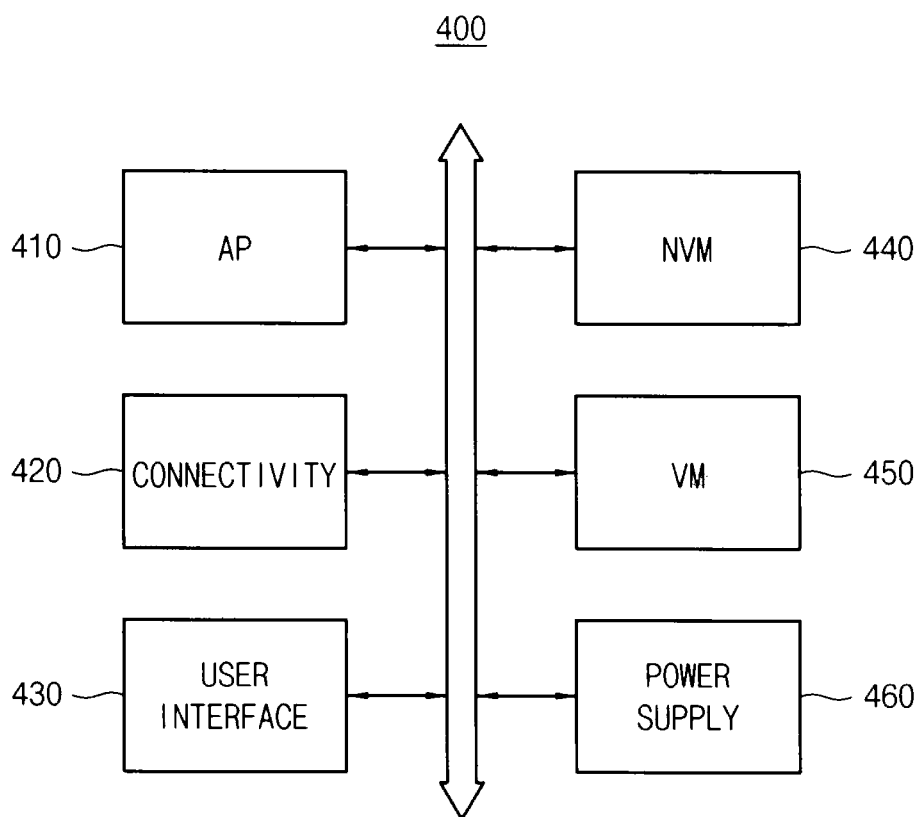 400
410
AP
NVM
440
420
CONNECTIVITY
VM
450
430
USER
INTERFACE
POWER
SUPPLY
460